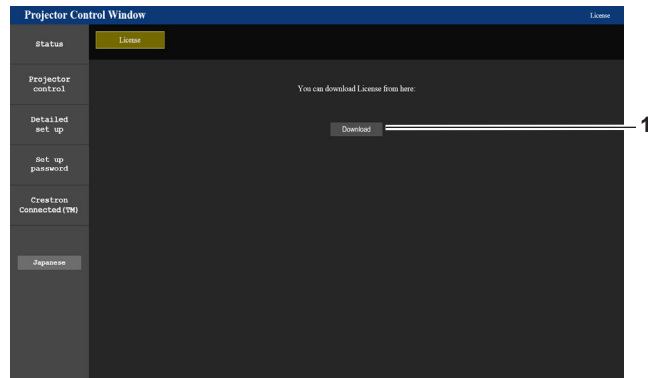 Projector Control Window
License
Status
License
Projector
control
You can download License from here:
Detailed
set up
Download
1
Set up
password
Crestron
Connected(TM)
Japanese